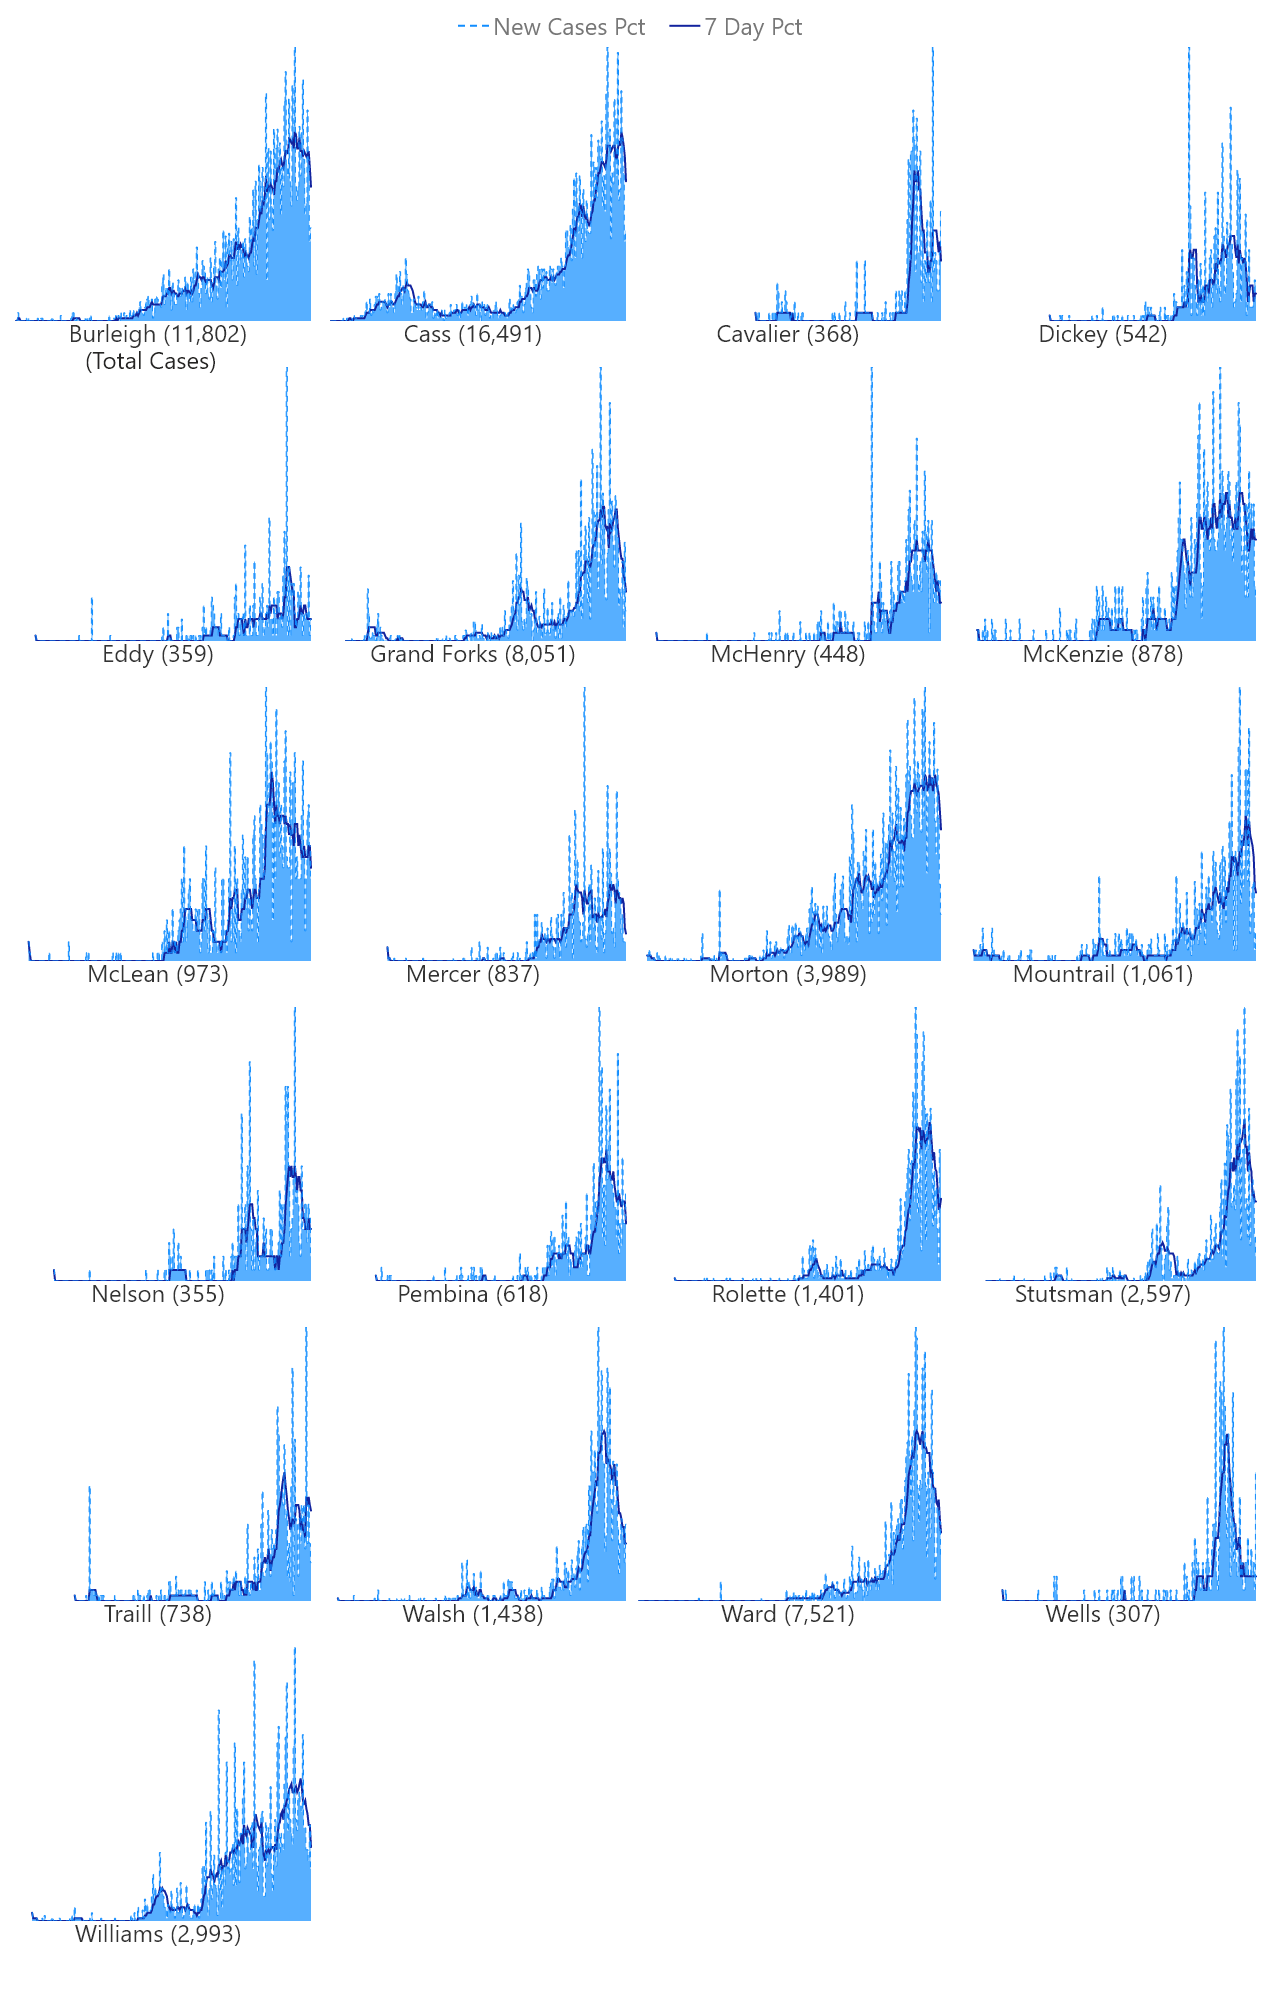 New Cases Pct 7 Day Pct
Burleigh (11,802)
(Total Cases)
Cass (16,491)
Cavalier (368)
Dickey (542)
Eddy (359)
Grand Forks (8,051)
McHenry (448)
McKenzie (878)
McLean (973)
Mercer (837)
Morton (3,989)
Mountrail (1,061)
Nelson (355)
Pembina (618)
Rolette (1,401)
Stutsman (2,597)
Traill (738)
Walsh (1,438)
Ward (7,521)
Wells (307)
Williams (2,993)